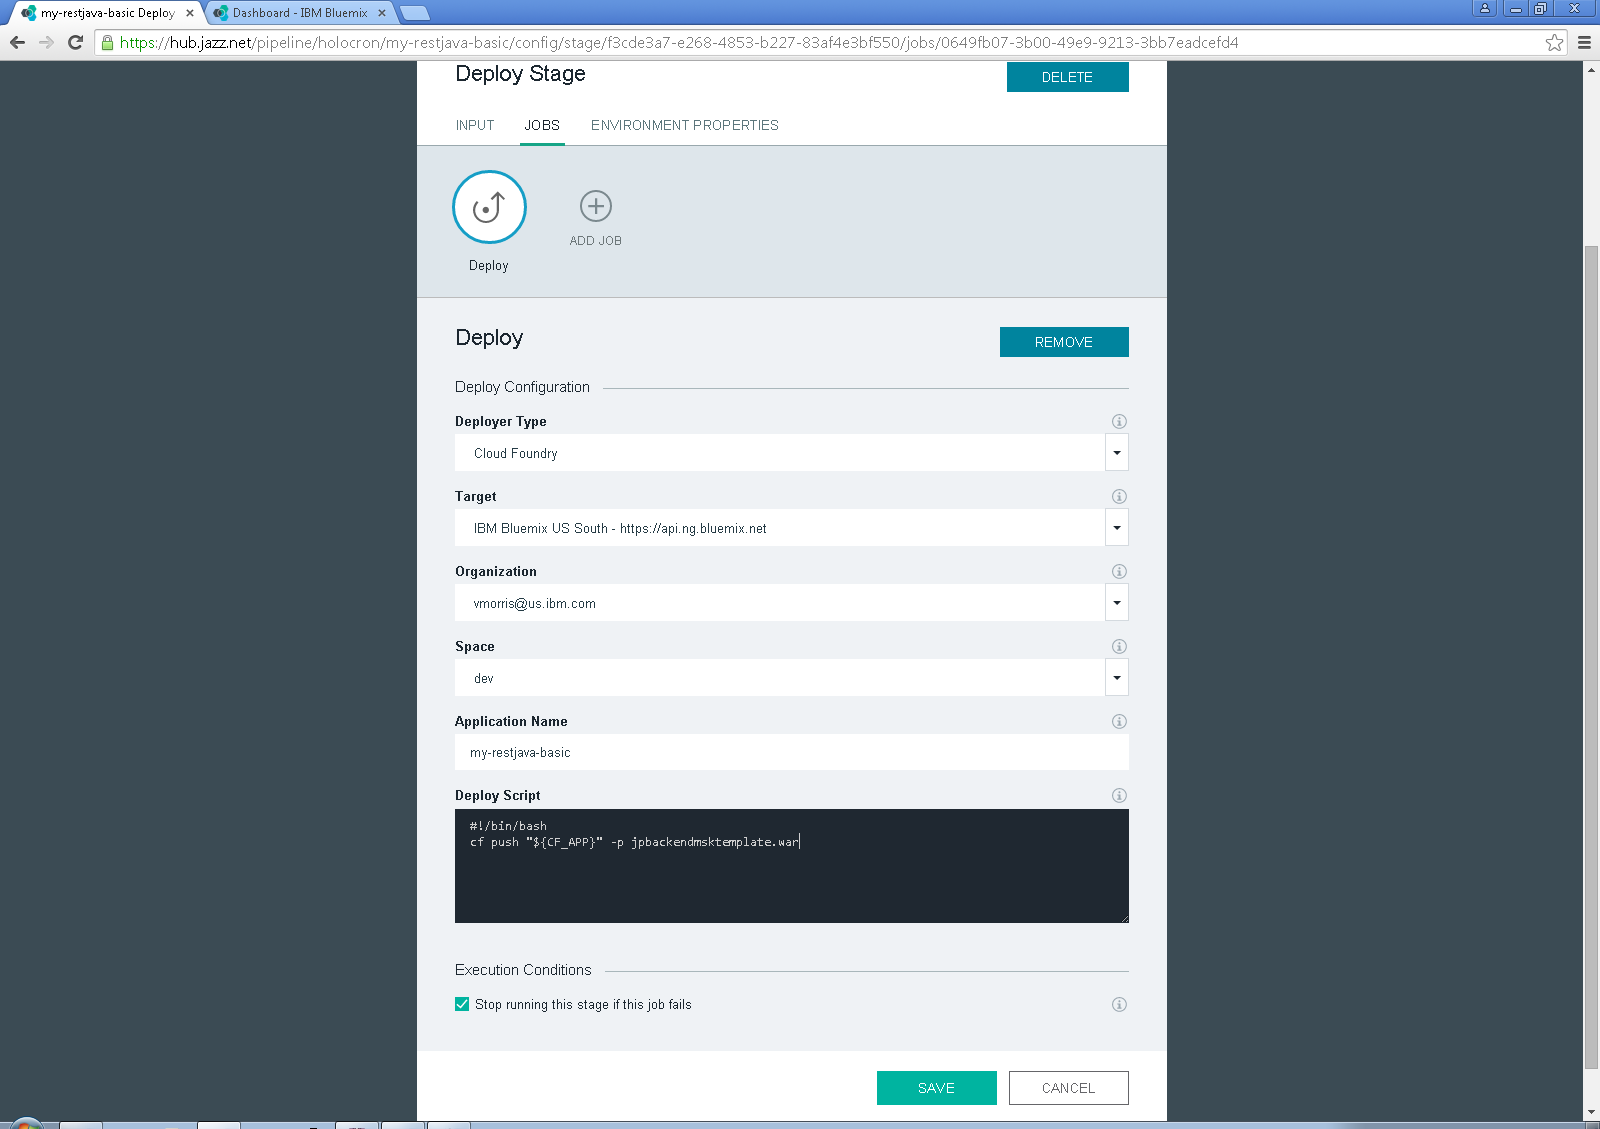 my-restjava-basic Deploy
Dashboard - IBM Bluemix
https://hub.jazz.net/pipeline/holocron/my-restjava-basic/config/stage/f3cde3a7-e268-4853-b227-83af4e3bf550/jobs/0649fb07-3b00-49e9-9213-3bb7eadcefd4
Deploy Stage
DELETE
INPUT JOBS ENVIRONMENT PROPERTIES
ADD JOB
Deploy
Deploy
REMOVE
Deploy Configuration
Deployer Type
Cloud Foundry
Target
IBM Bluemix US South - https://api.ng.bluemix.net
Organization
vmorris@us.ibm.com
Space
dev
Application Name
my-restjava-basic
Deploy Script
#!/bin/bash
cf push "${CF_APP}" -p jpbackendmsktemplate.war
Execution Conditions
Stop running this stage if this job fails
SAVE CANCEL